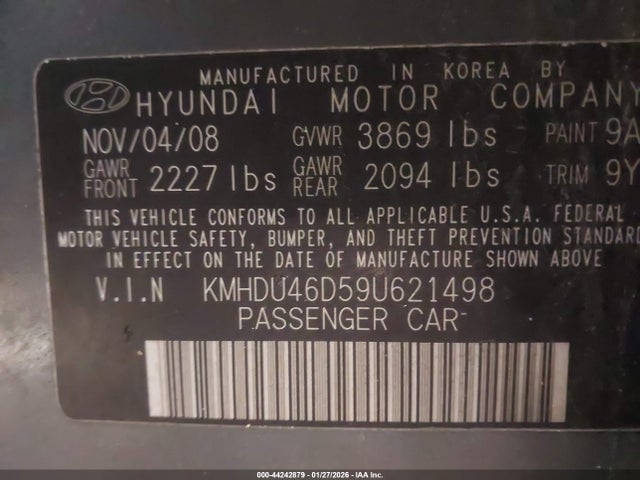 MANUFACTURED IN KOREA BY
HYUNDAI MOTOR COMPANY
NOV/04/08 GVWR 3869 lbs PAINT 9A
GAWR FRONT 2227 lbs GAWR REAR 2094 lbs TRIM 9Y
THIS VEHICLE CONFORMS TO ALL APPLICABLE U.S.A. FEDERAL
MOTOR VEHICLE SAFETY, BUMPER, AND THEFT PREVENTION STANDARD
IN EFFECT ON THE DATE OF MANUFACTURE SHOWN ABOVE.
V.I.N KMHDU46D59U621498
PASSENGER CAR
000-44242879 | 01/27/2026 | IAA Inc.